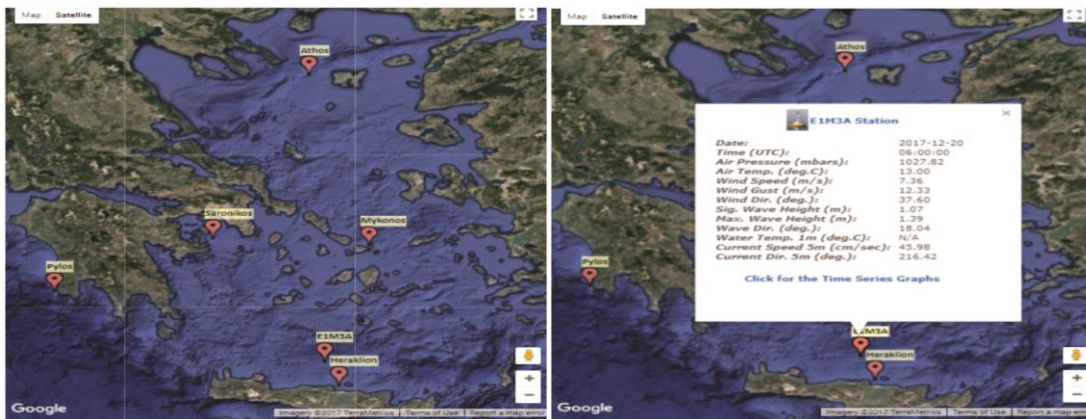 Map Satellite
Athos
Saronikos
Mykonos
Pylos
E1M3A
Heraklion
Google
Imagery ©2017 TerraMetrics Terms of Use Report a map error
Map Satellite
Athos
E1M3A Station
Date: 2017-12-20
Time (UTC): 06:00:00
Air Pressure (mbars): 1027.82
Air Temp. (deg.C): 13.00
Wind Speed (m/s): 7.36
Wind Gust (m/s): 12.33
Wind Dir. (deg.): 37.60
Sig. Wave Height (m): 1.07
Max. Wave Height (m): 1.39
Wave Dir. (deg.): 18.04
Water Temp. 1m (deg.C): N/A
Current Speed 5m (cm/sec): 45.98
Current Dir. 5m (deg.): 216.42
Click for the Time Series Graphs
Pylos
E1M3A
Heraklion
Google
Imagery ©2017 TerraMetrics Terms of Use Report a map error